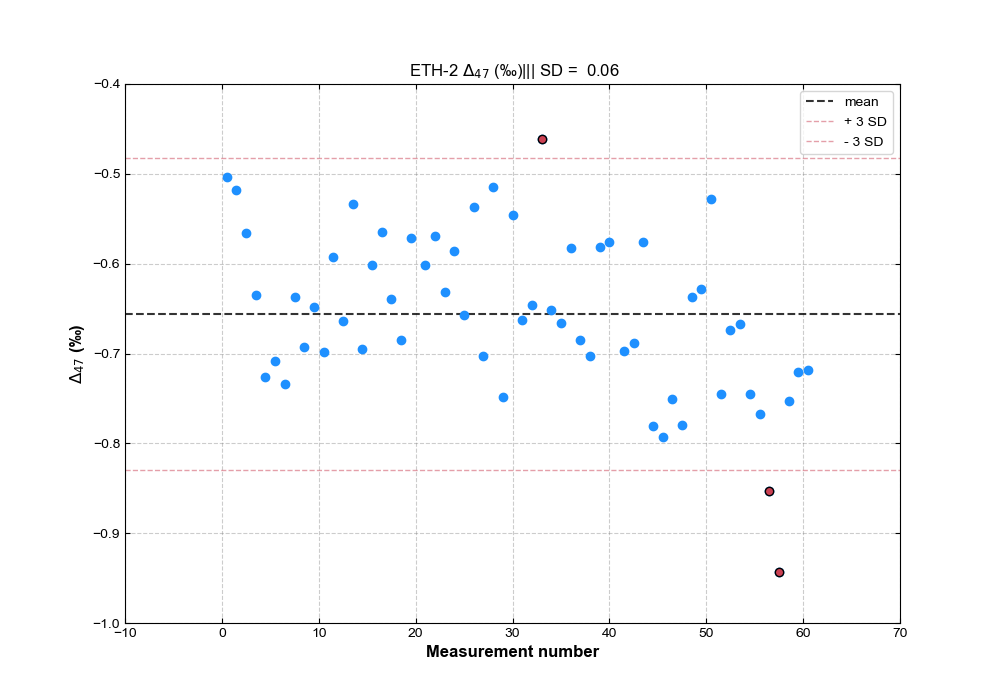 ETH-2 Δ47 (‰)||| SD =  0.06
mean
+ 3 SD
- 3 SD
−0.4
−0.5
−0.6
−0.7
−0.8
−0.9
−1.0
Δ47 (‰)
−10 0 10 20 30 40 50 60 70
Measurement number